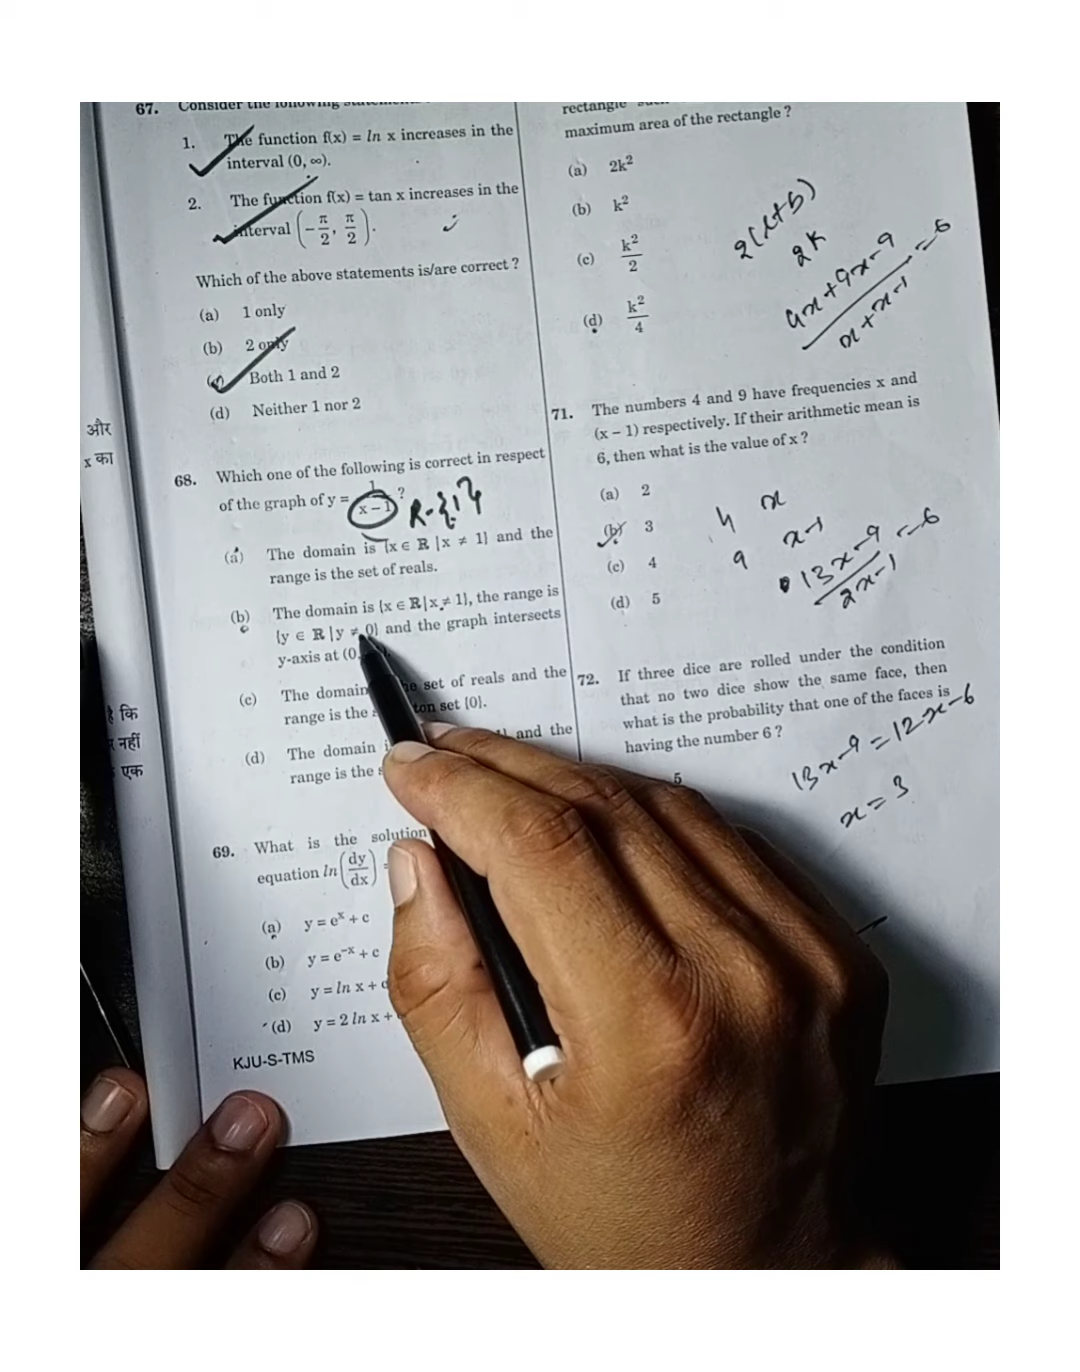 67. Consider the following
1. The function f(x) = ln x increases in the
interval (0, ∞).
2. The function f(x) = tan x increases in the
interval (-π/2, π/2).
Which of the above statements is/are correct ?
(a) 1 only
(b) 2 only
Both 1 and 2
(d) Neither 1 nor 2
68. Which one of the following is correct in respect
of the graph of y = 1/(x – 1) ?
R-{1}
(a) The domain is {x ∈ ℝ | x ≠ 1} and the
range is the set of reals.
(b) The domain is {x ∈ ℝ | x ≠ 1}, the range is
{y ∈ ℝ | y ≠ 0} and the graph intersects
y-axis at (0,
(c) The domain set of reals and the
range is the set {0}.
(d) The domain and the
range is the
69. What is the solution
equation ln(dy/dx) =
(a) y = eˣ + c
(b) y = e⁻ˣ + c
(c) y = ln x + c
(d) y = 2 ln x +
KJU-S-TMS
rectangle
maximum area of the rectangle ?
(a) 2k²
(b) k²
(c) k²/2
(d) k²/4
2(l+b)
2k
4x+9x-9
x+x-1
=6
71. The numbers 4 and 9 have frequencies x and
(x – 1) respectively. If their arithmetic mean is
6, then what is the value of x ?
(a) 2
(b) 3
(c) 4
(d) 5
4 x
9 x-1
13x-9
2x-1
=6
72. If three dice are rolled under the condition
that no two dice show the same face, then
what is the probability that one of the faces is
having the number 6 ?
5
13x-9=12x-6
x=3
और
x का
है कि
नहीं
एक